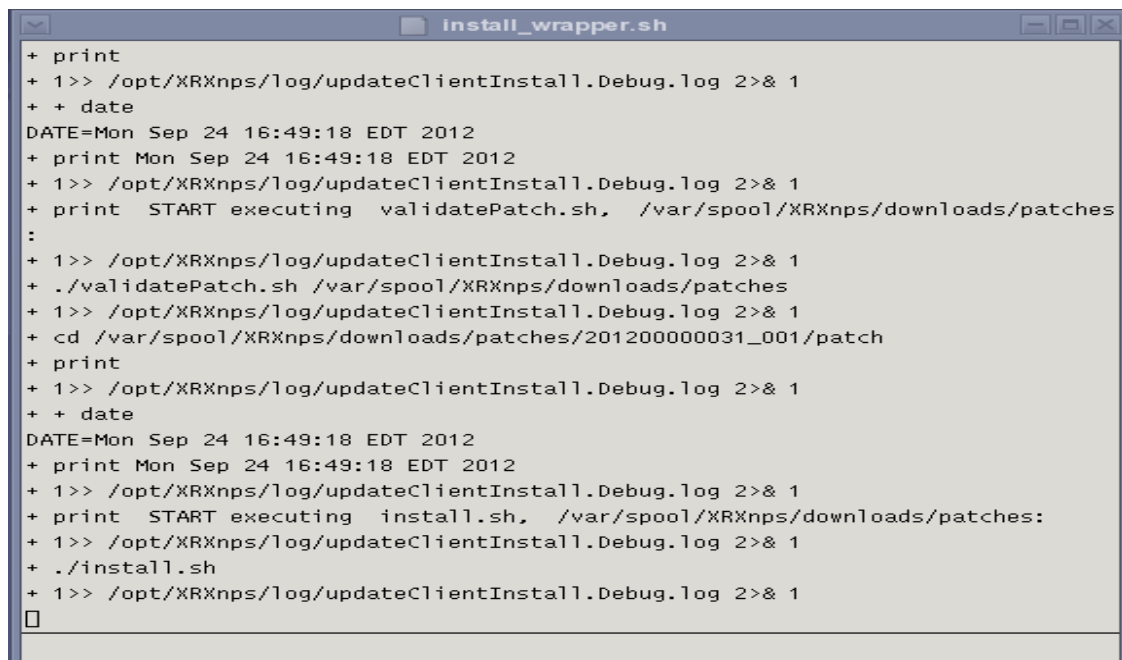 install_wrapper.sh
+ print
+ 1>> /opt/XRXnps/log/updateClientInstall.Debug.log 2>& 1
+ + date
DATE=Mon Sep 24 16:49:18 EDT 2012
+ print Mon Sep 24 16:49:18 EDT 2012
+ 1>> /opt/XRXnps/log/updateClientInstall.Debug.log 2>& 1
+ print  START executing  validatePatch.sh,  /var/spool/XRXnps/downloads/patches
:
+ 1>> /opt/XRXnps/log/updateClientInstall.Debug.log 2>& 1
+ ./validatePatch.sh /var/spool/XRXnps/downloads/patches
+ 1>> /opt/XRXnps/log/updateClientInstall.Debug.log 2>& 1
+ cd /var/spool/XRXnps/downloads/patches/201200000031_001/patch
+ print
+ 1>> /opt/XRXnps/log/updateClientInstall.Debug.log 2>& 1
+ + date
DATE=Mon Sep 24 16:49:18 EDT 2012
+ print Mon Sep 24 16:49:18 EDT 2012
+ 1>> /opt/XRXnps/log/updateClientInstall.Debug.log 2>& 1
+ print  START executing  install.sh,  /var/spool/XRXnps/downloads/patches:
+ 1>> /opt/XRXnps/log/updateClientInstall.Debug.log 2>& 1
+ ./install.sh
+ 1>> /opt/XRXnps/log/updateClientInstall.Debug.log 2>& 1